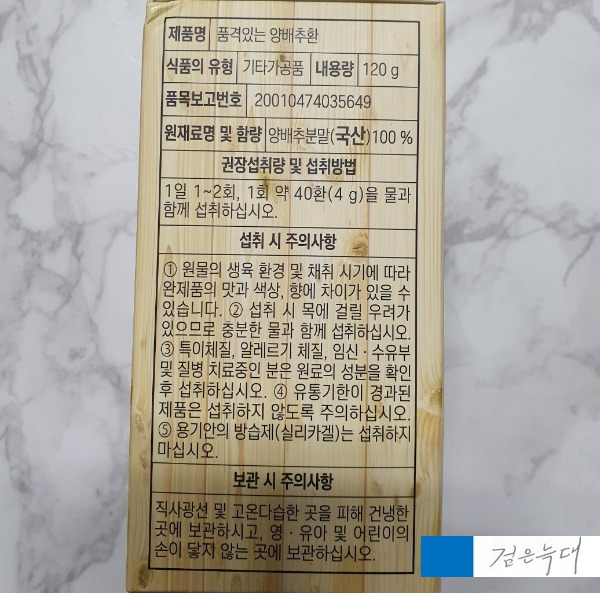 제품명 품격있는 양배추환
식품의 유형 기타가공품 내용량 120 g
품목보고번호 20010474035649
원재료명 및 함량 양배추분말(국산)100 %
권장섭취량 및 섭취방법
1일 1~2회, 1회 약 40환(4 g)을 물과
함께 섭취하십시오.
섭취 시 주의사항
① 원물의 생육 환경 및 채취 시기에 따라
완제품의 맛과 색상, 향에 차이가 있을 수
있습니다. ② 섭취 시 목에 걸릴 우려가
있으므로 충분한 물과 함께 섭취하십시오.
③ 특이체질, 알레르기 체질, 임신·수유부
및 질병 치료중인 분은 원료의 성분을 확인
후 섭취하십시오. ④ 유통기한이 경과된
제품은 섭취하지 않도록 주의하십시오.
⑤ 용기안의 방습제(실리카겔)는 섭취하지
마십시오.
보관 시 주의사항
직사광선 및 고온다습한 곳을 피해 건냉한
곳에 보관하시고, 영·유아 및 어린이의
손이 닿지 않는 곳에 보관하십시오.
검은늑대